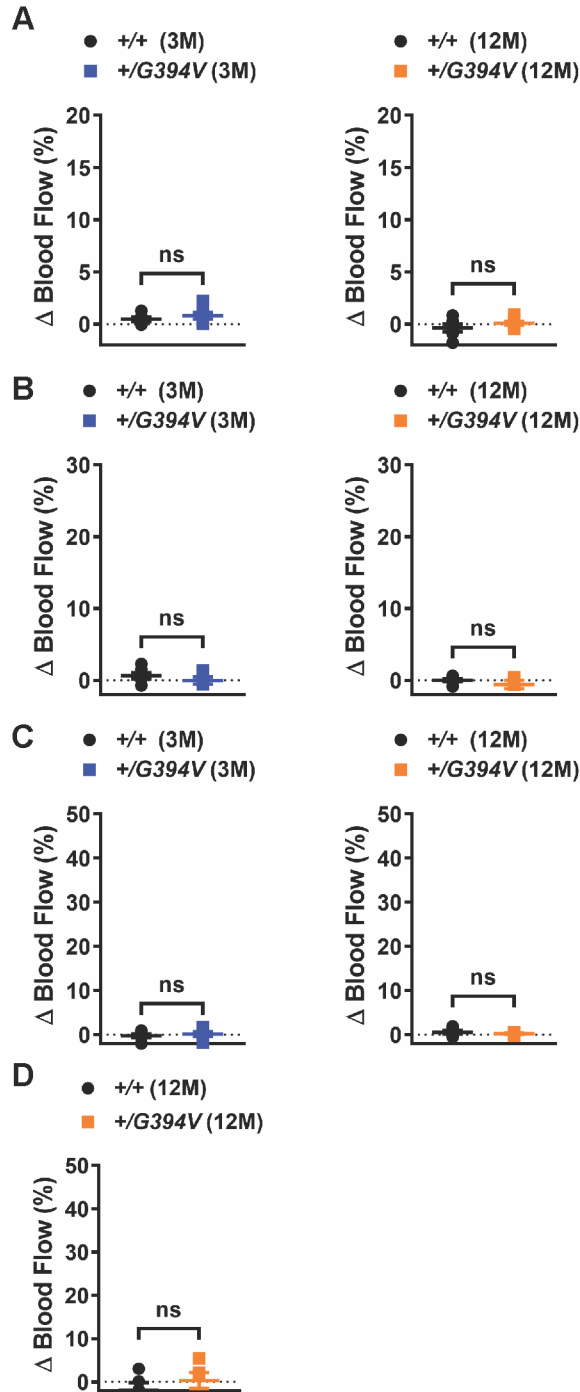 A
+/+ (3M)
+/G394V (3M)
+/+ (12M)
+/G394V (12M)
Δ Blood Flow (%)
20
15
10
5
0
ns
Δ Blood Flow (%)
20
15
10
5
0
ns
B
+/+ (3M)
+/G394V (3M)
+/+ (12M)
+/G394V (12M)
Δ Blood Flow (%)
30
20
10
0
ns
Δ Blood Flow (%)
30
20
10
0
ns
C
+/+ (3M)
+/G394V (3M)
+/+ (12M)
+/G394V (12M)
Δ Blood Flow (%)
50
40
30
20
10
0
ns
Δ Blood Flow (%)
50
40
30
20
10
0
ns
D
+/+ (12M)
+/G394V (12M)
Δ Blood Flow (%)
50
40
30
20
10
0
ns